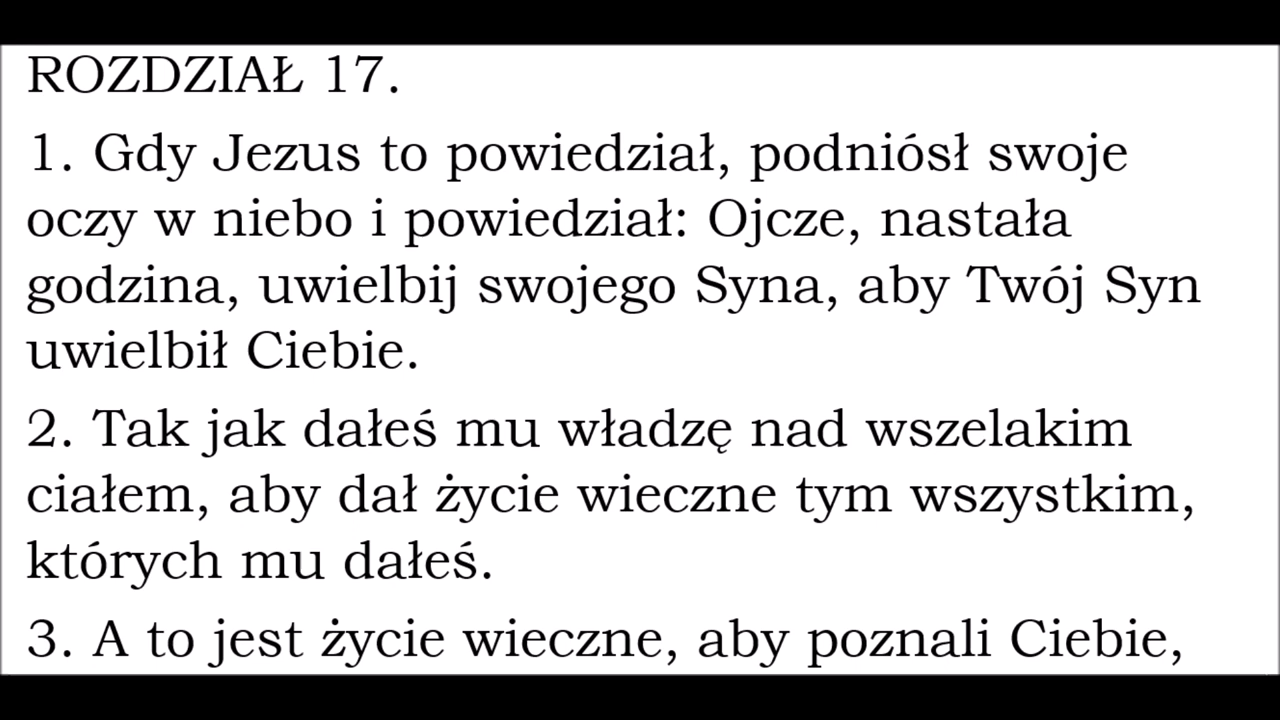 ROZDZIAŁ 17.
1. Gdy Jezus to powiedział, podniósł swoje
oczy w niebo i powiedział: Ojcze, nastała
godzina, uwielbij swojego Syna, aby Twój Syn
uwielbił Ciebie.
2. Tak jak dałeś mu władzę nad wszelakim
ciałem, aby dał życie wieczne tym wszystkim,
których mu dałeś.
3. A to jest życie wieczne, aby poznali Ciebie,